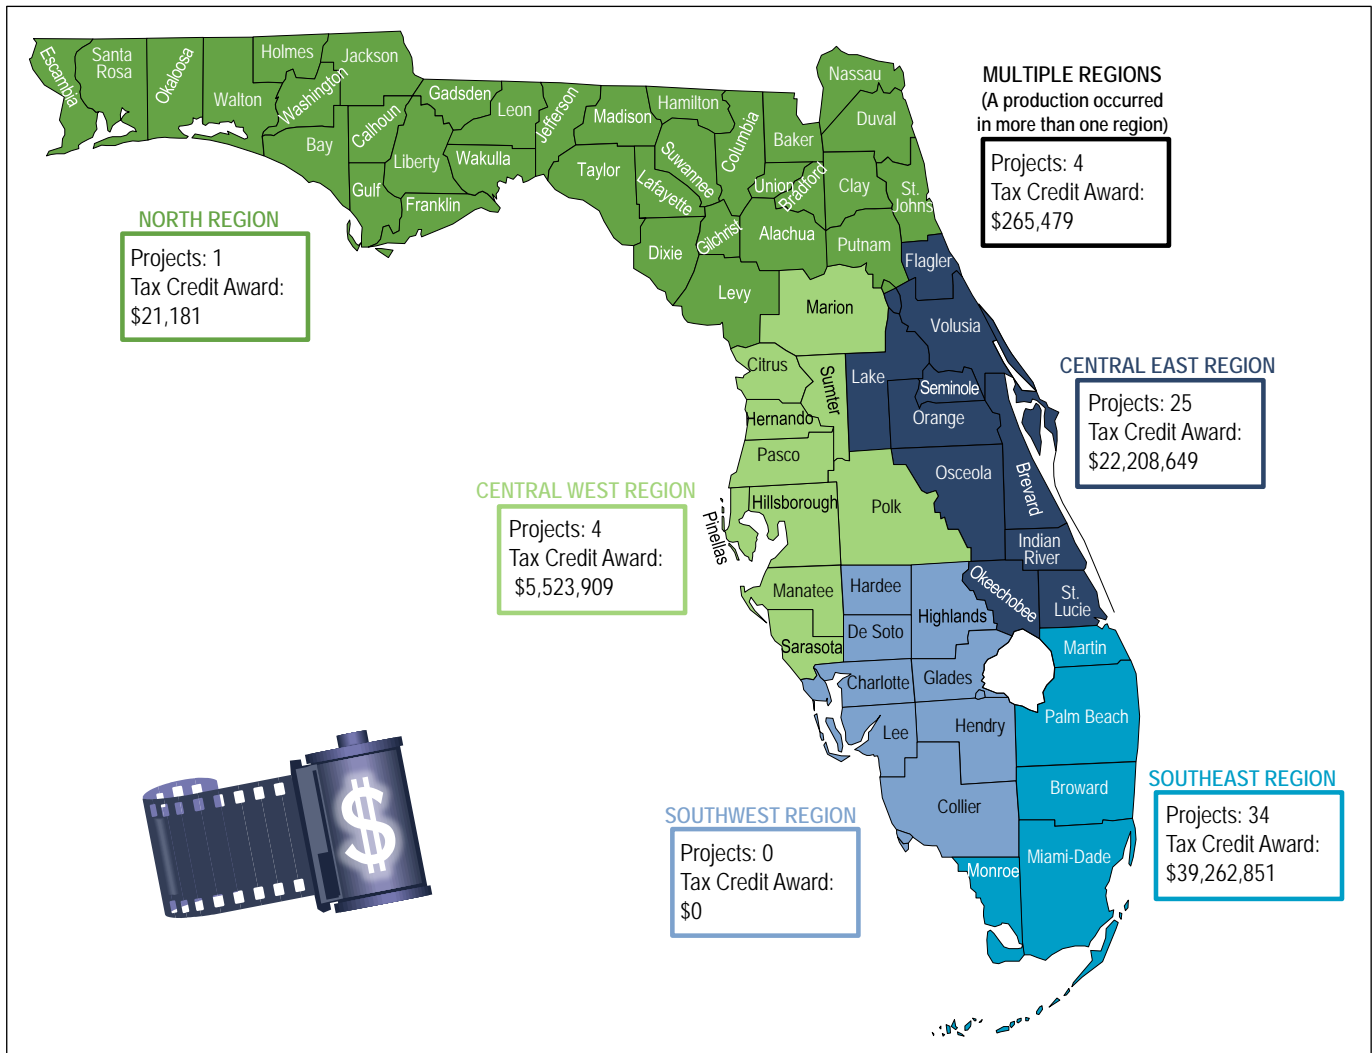 Escambia
Santa
Rosa
Okaloosa
Walton
Holmes
Washington
Jackson
Bay
Calhoun
Gulf
Liberty
Gadsden
Franklin
Leon
Wakulla
Jefferson
Madison
Taylor
Hamilton
Suwannee
Lafayette
Columbia
Baker
Nassau
Duval
Union
Bradford
Clay
St.
Johns
Dixie
Gilchrist
Alachua
Putnam
Levy
MULTIPLE REGIONS
(A production occurred
in more than one region)
Projects: 4
Tax Credit Award:
$265,479
NORTH REGION
Projects: 1
Tax Credit Award:
$21,181
Flagler
Marion
Volusia
Citrus
Sumter
Lake
Seminole
Orange
Hernando
Pasco
Osceola
Brevard
CENTRAL EAST REGION
Projects: 25
Tax Credit Award:
$22,208,649
CENTRAL WEST REGION
Projects: 4
Tax Credit Award:
$5,523,909
Pinellas
Hillsborough
Polk
Indian
River
Manatee
Hardee
Highlands
Okeechobee
St.
Lucie
Sarasota
De Soto
Martin
Charlotte
Glades
Lee
Hendry
Palm Beach
Collier
Broward
Monroe
Miami-Dade
SOUTHWEST REGION
Projects: 0
Tax Credit Award:
$0
SOUTHEAST REGION
Projects: 34
Tax Credit Award:
$39,262,851
$